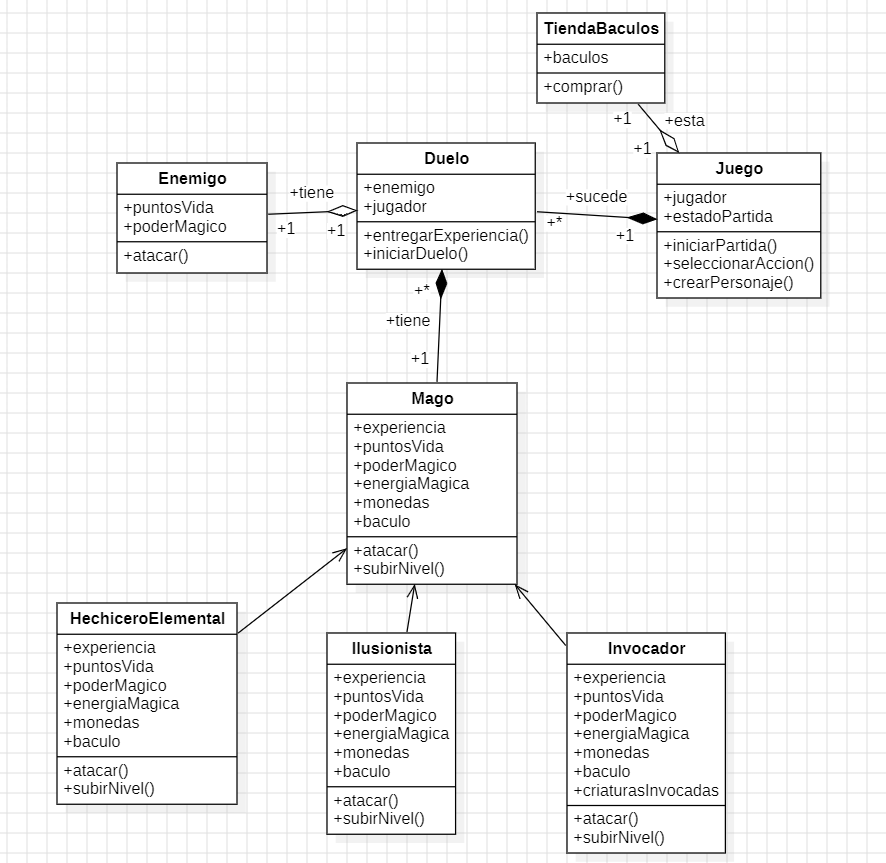 TiendaBaculos
+baculos
+comprar()
+1
+esta
+1
Juego
+jugador
+estadoPartida
+iniciarPartida()
+seleccionarAccion()
+crearPersonaje()
+sucede
+*
+1
Duelo
+enemigo
+jugador
+entregarExperiencia()
+iniciarDuelo()
+tiene
+1
+1
Enemigo
+puntosVida
+poderMagico
+atacar()
+*
+tiene
+1
Mago
+experiencia
+puntosVida
+poderMagico
+energiaMagica
+monedas
+baculo
+atacar()
+subirNivel()
HechiceroElemental
+experiencia
+puntosVida
+poderMagico
+energiaMagica
+monedas
+baculo
+atacar()
+subirNivel()
Ilusionista
+experiencia
+puntosVida
+poderMagico
+energiaMagica
+monedas
+baculo
+atacar()
+subirNivel()
Invocador
+experiencia
+puntosVida
+poderMagico
+energiaMagica
+monedas
+baculo
+criaturasInvocadas
+atacar()
+subirNivel()